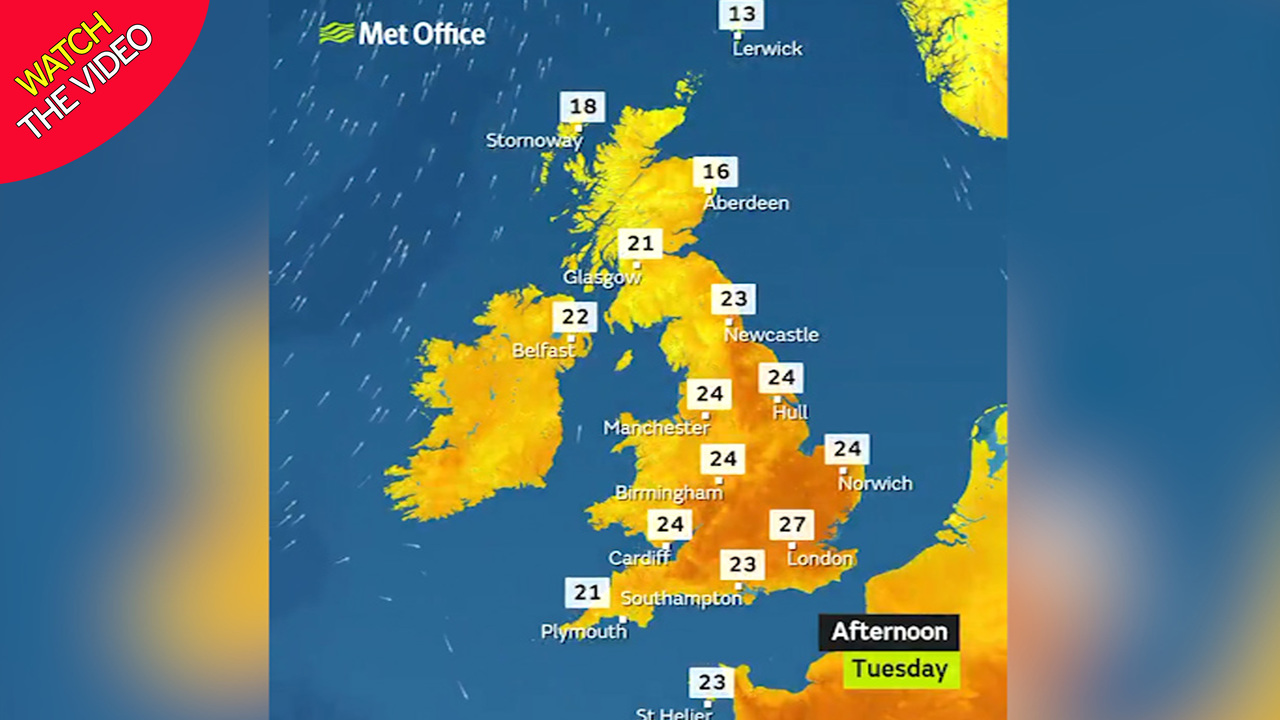 WATCH
THE VIDEO
Met Office
13
Lerwick
18
Stornoway
16
Aberdeen
21
Glasgow
23
Newcastle
22
Belfast
24
Hull
24
Manchester
24
Norwich
24
Birmingham
24
Cardiff
27
London
23
Southampton
21
Plymouth
Afternoon
Tuesday
23
St Helier